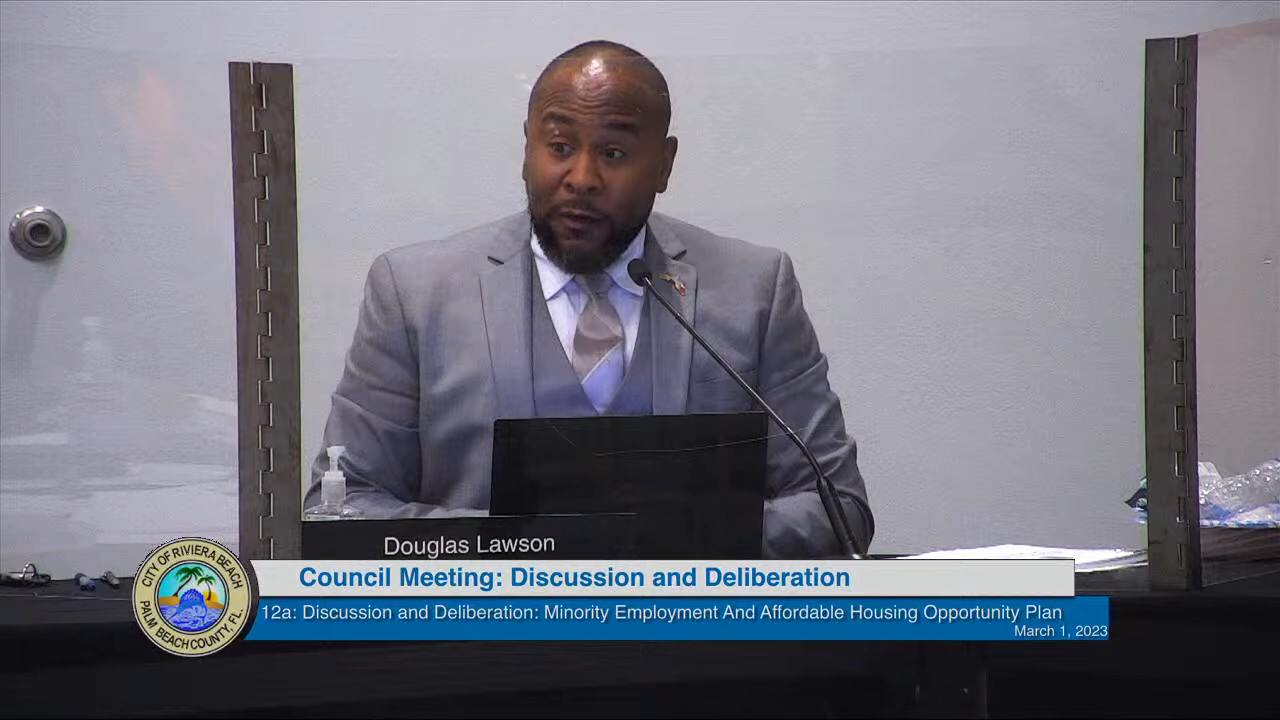 Douglas Lawson
Council Meeting: Discussion and Deliberation
12a: Discussion and Deliberation: Minority Employment And Affordable Housing Opportunity Plan
March 1, 2023
CITY OF RIVIERA BEACH
PALM BEACH COUNTY, FL.